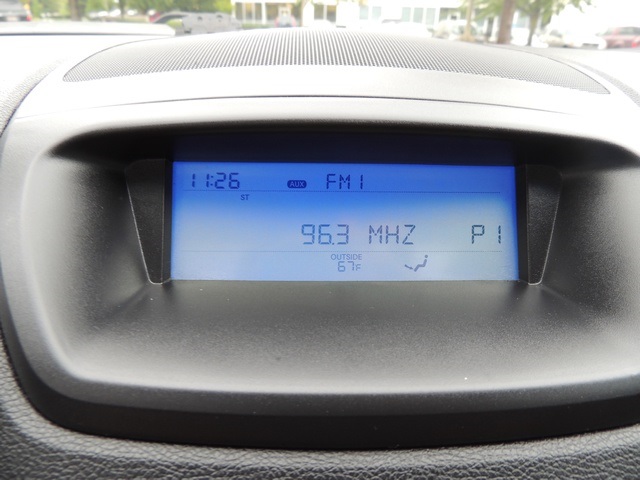 11:26 AUX FM1
ST
96.3 MHZ P1
OUTSIDE
67F